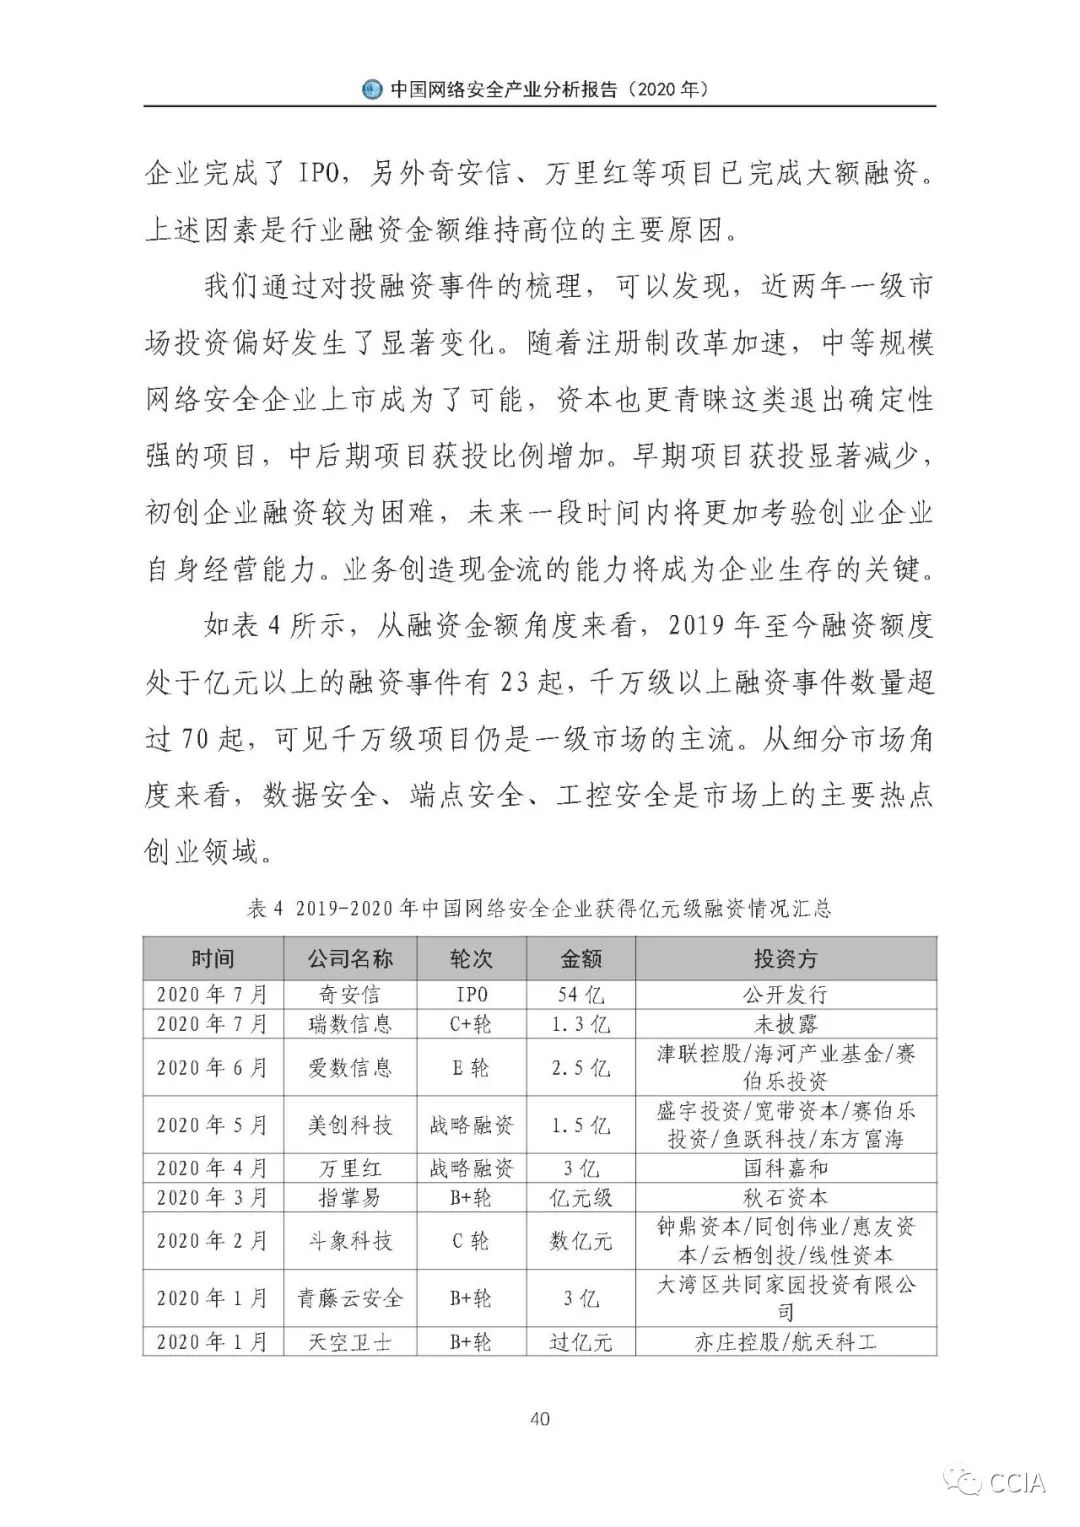 中国网络安全产业分析报告（2020 年）
企业完成了 IPO，另外奇安信、万里红等项目已完成大额融资。
上述因素是行业融资金额维持高位的主要原因。
我们通过对投融资事件的梳理，可以发现，近两年一级市
场投资偏好发生了显著变化。随着注册制改革加速，中等规模
网络安全企业上市成为了可能，资本也更青睐这类退出确定性
强的项目，中后期项目获投比例增加。早期项目获投显著减少，
初创企业融资较为困难，未来一段时间内将更加考验创业企业
自身经营能力。业务创造现金流的能力将成为企业生存的关键。
如表 4 所示，从融资金额角度来看，2019 年至今融资额度
处于亿元以上的融资事件有 23 起，千万级以上融资事件数量超
过 70 起，可见千万级项目仍是一级市场的主流。从细分市场角
度来看，数据安全、端点安全、工控安全是市场上的主要热点
创业领域。
表 4 2019-2020 年中国网络安全企业获得亿元级融资情况汇总
时间 公司名称 轮次 金额 投资方
2020 年 7 月 奇安信 IPO 54 亿 公开发行
2020 年 7 月 瑞数信息 C+轮 1.3 亿 未披露
2020 年 6 月 爱数信息 E 轮 2.5 亿 津联控股/海河产业基金/赛
伯乐投资
2020 年 5 月 美创科技 战略融资 1.5 亿 盛宇投资/宽带资本/赛伯乐
投资/鱼跃科技/东方富海
2020 年 4 月 万里红 战略融资 3 亿 国科嘉和
2020 年 3 月 指掌易 B+轮 亿元级 秋石资本
2020 年 2 月 斗象科技 C 轮 数亿元 钟鼎资本/同创伟业/惠友资
本/云栖创投/线性资本
2020 年 1 月 青藤云安全 B+轮 3 亿 大湾区共同家园投资有限公
司
2020 年 1 月 天空卫士 B+轮 过亿元 亦庄控股/航天科工
40
CCIA